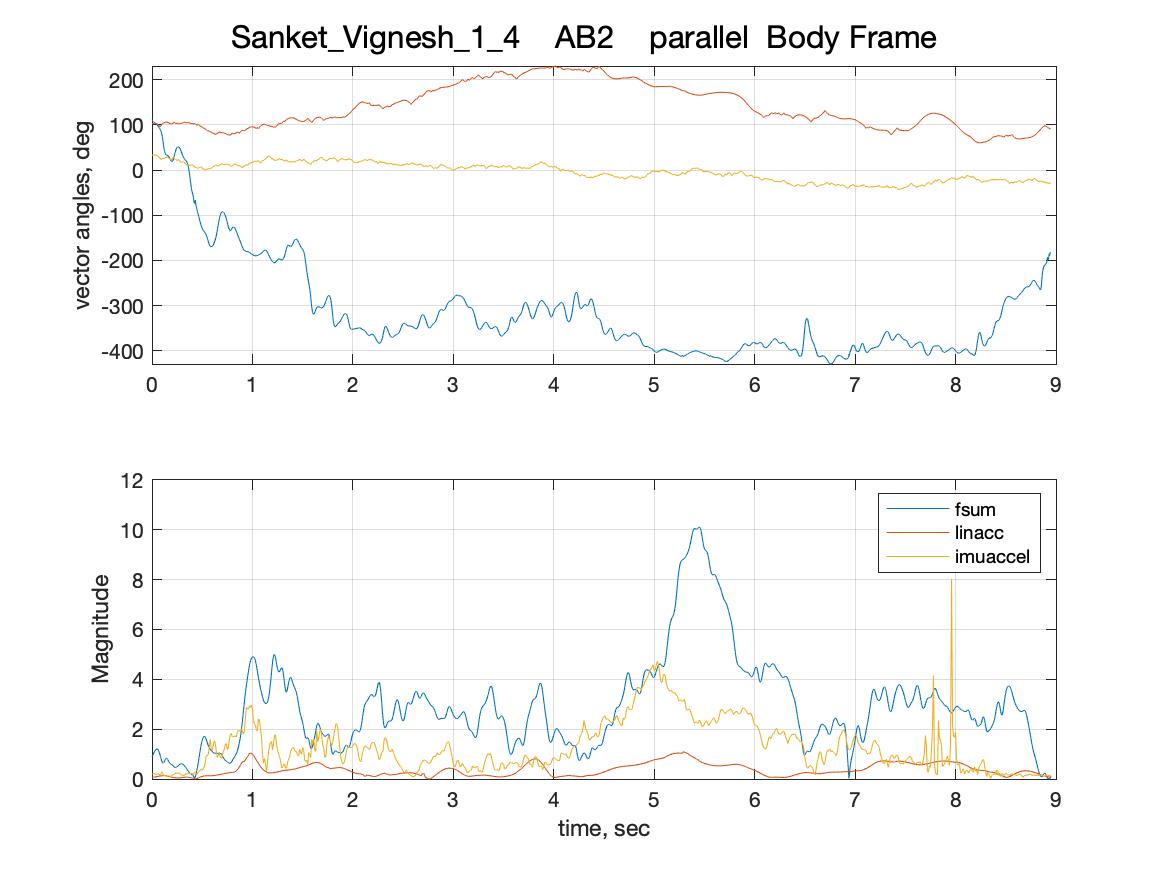 Sanket_Vignesh_1_4 AB2 parallel Body Frame
vector angles, deg
200
100
0
-100
-200
-300
-400
0 1 2 3 4 5 6 7 8 9
Magnitude
12
10
8
6
4
2
0
fsum
linacc
imuaccel
0 1 2 3 4 5 6 7 8 9
time, sec